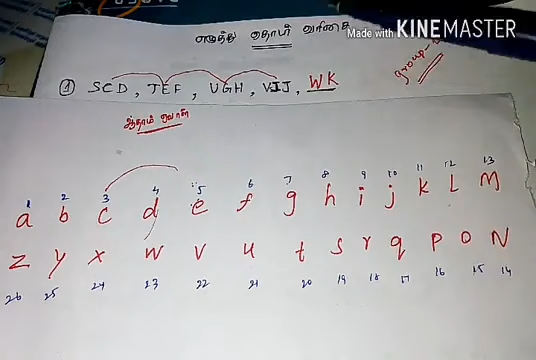 எழுத்து தொடர் வரிசை
Made with KINEMASTER
group-
① SCD, TEF, UGH, VIJ, WK
1 2 3 4 5 6 7 8 9 10 11 12 13
a b c d e f g h i j k L M
z y x w v u t s r q p o N
26 25 24 23 22 21 20 19 18 17 16 15 14